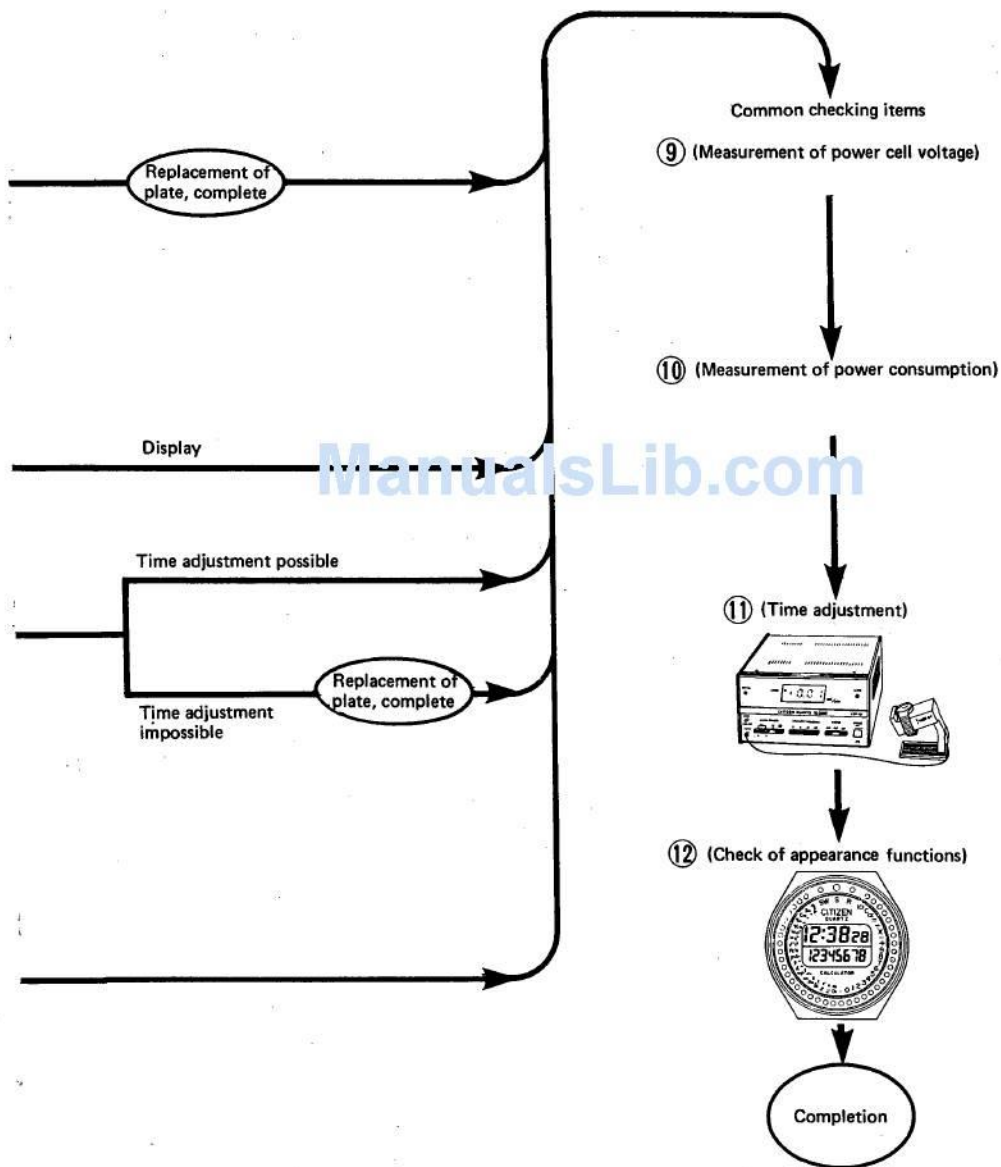 Common checking items
⑨ (Measurement of power cell voltage)
Replacement of
plate, complete
⑩ (Measurement of power consumption)
Display
ManualsLib.com
Time adjustment possible
⑪ (Time adjustment)
Replacement of
plate, complete
Time adjustment
impossible
⑫ (Check of appearance functions)
CITIZEN
QUARTZ
12:38 28
12345678
CALCULATOR
Completion